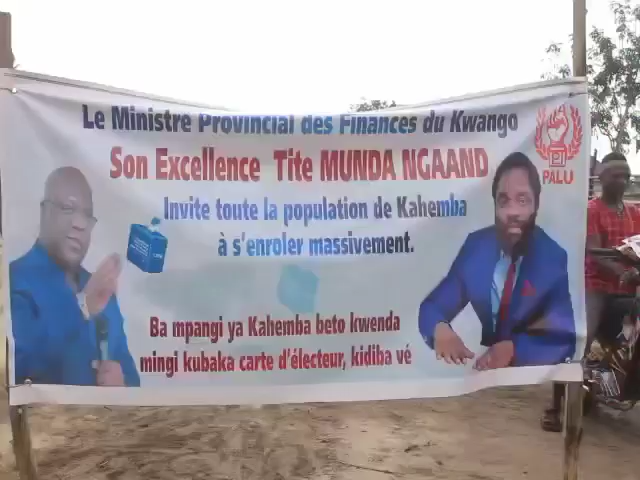 Le Ministre Provincial des Finances du Kwango
Son Excellence Tite MUNDA NGAAND
Invite toute la population de Kahemba
à s'enroler massivement.
Ba mpangi ya Kahemba beto kwenda
mingi kubaka carte d'électeur, kidiba vé
PALU